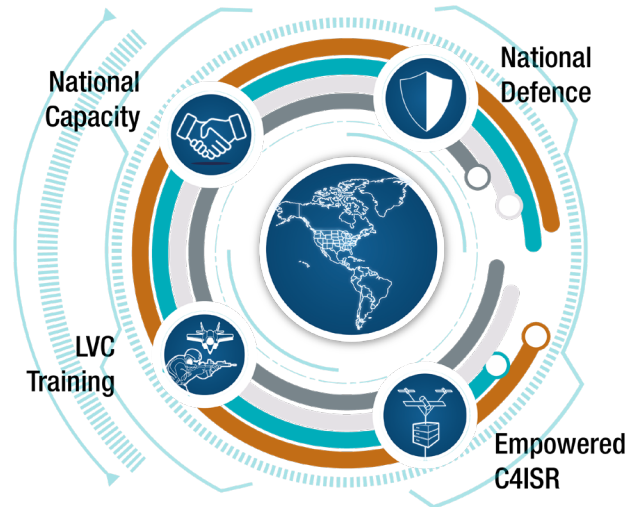 National
Capacity
National
Defence
LVC
Training
Empowered
C4ISR